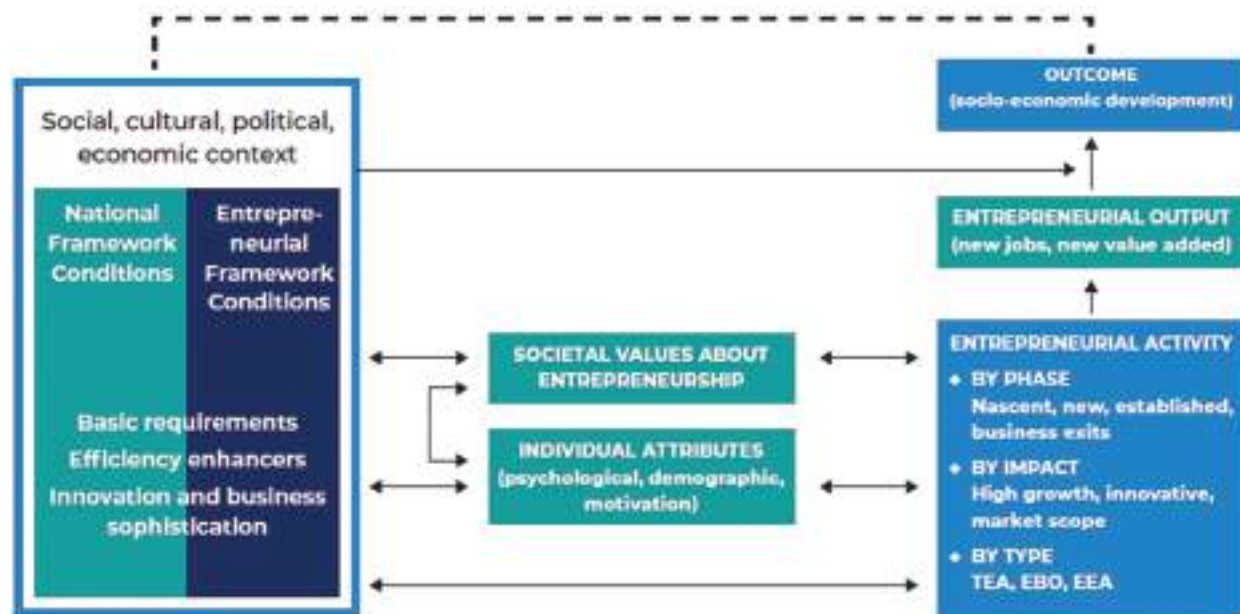 Social, cultural, political,
economic context
National
Framework
Conditions
Entrepre-
neurial
Framework
Conditions
Basic requirements
Efficiency enhancers
Innovation and business
sophistication
SOCIETAL VALUES ABOUT
ENTREPRENEURSHIP
INDIVIDUAL ATTRIBUTES
(psychological, demographic,
motivation)
OUTCOME
(socio-economic development)
ENTREPRENEURIAL OUTPUT
(new jobs, new value added)
ENTREPRENEURIAL ACTIVITY
• BY PHASE
Nascent, new, established,
business exits
• BY IMPACT
High growth, innovative,
market scope
• BY TYPE
TEA, EBO, EEA